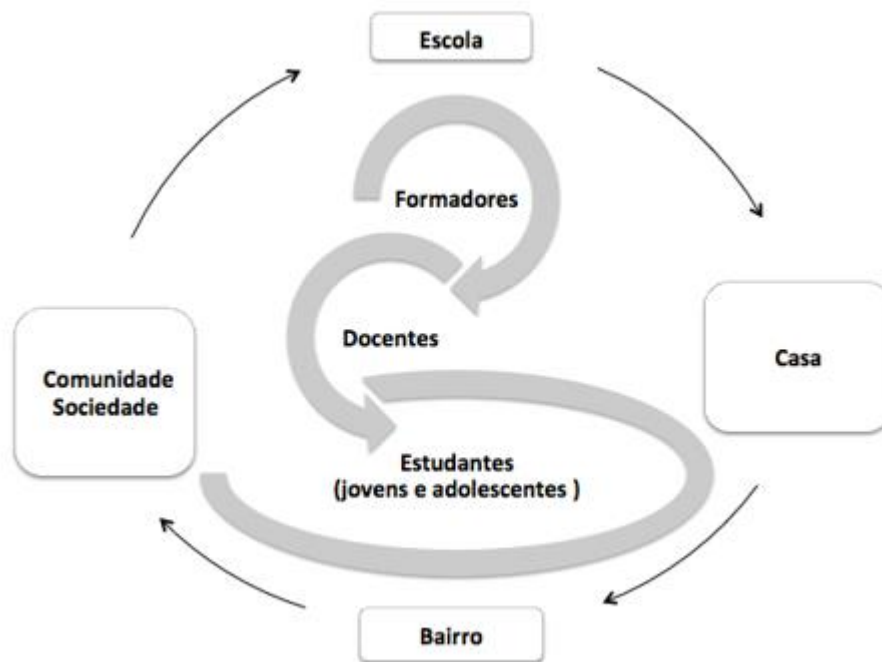 Escola
Formadores
Docentes
Casa
Comunidade
Sociedade
Estudantes
(jovens e adolescentes )
Bairro